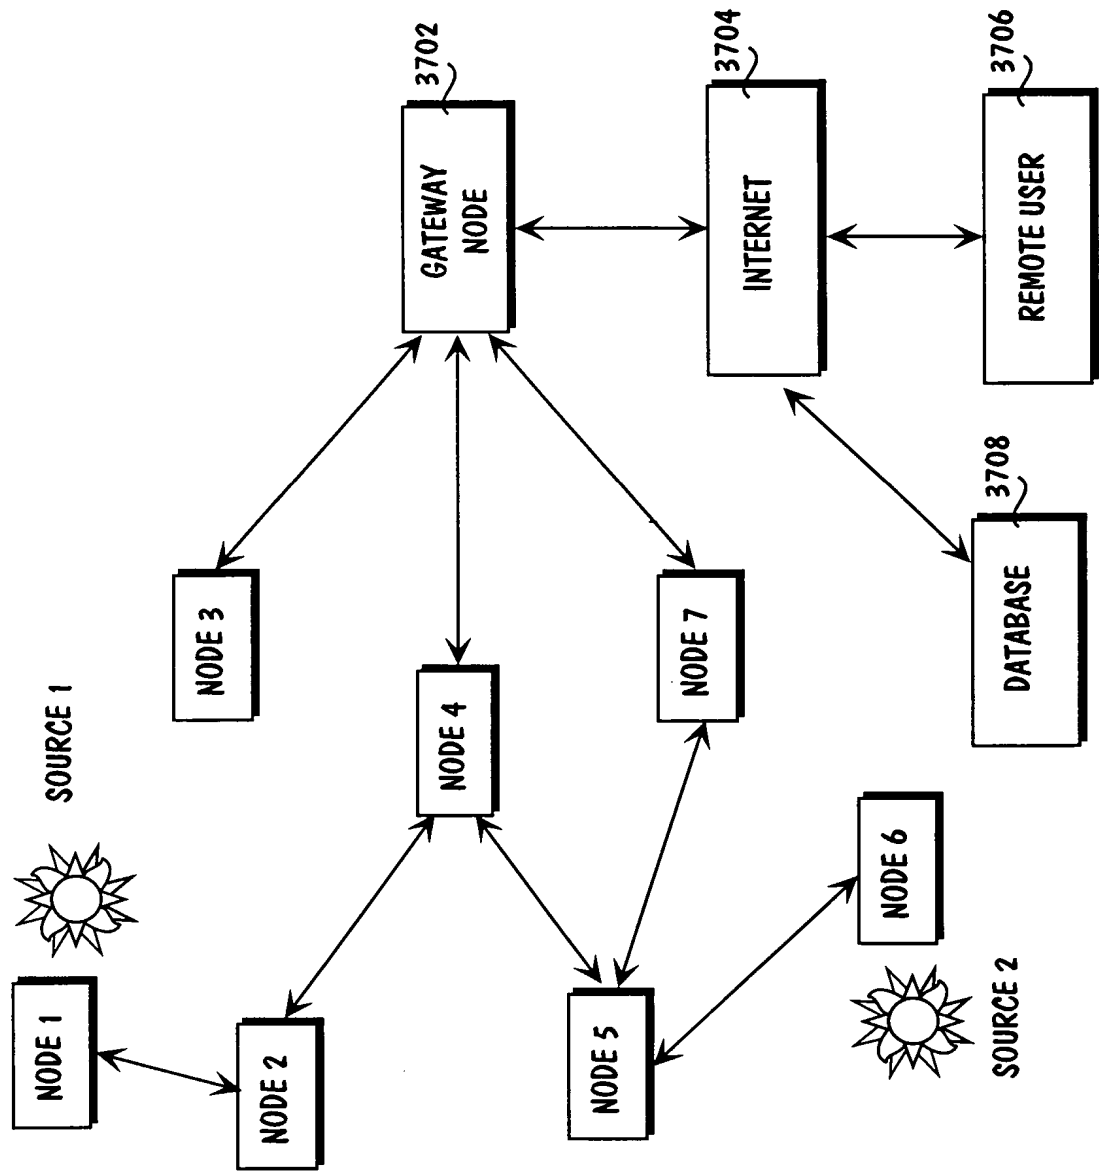 SOURCE 1
NODE 1
NODE 2
NODE 3
NODE 4
NODE 5
NODE 6
NODE 7
SOURCE 2
GATEWAY
NODE
3702
INTERNET
3704
REMOTE USER
3706
DATABASE
3708